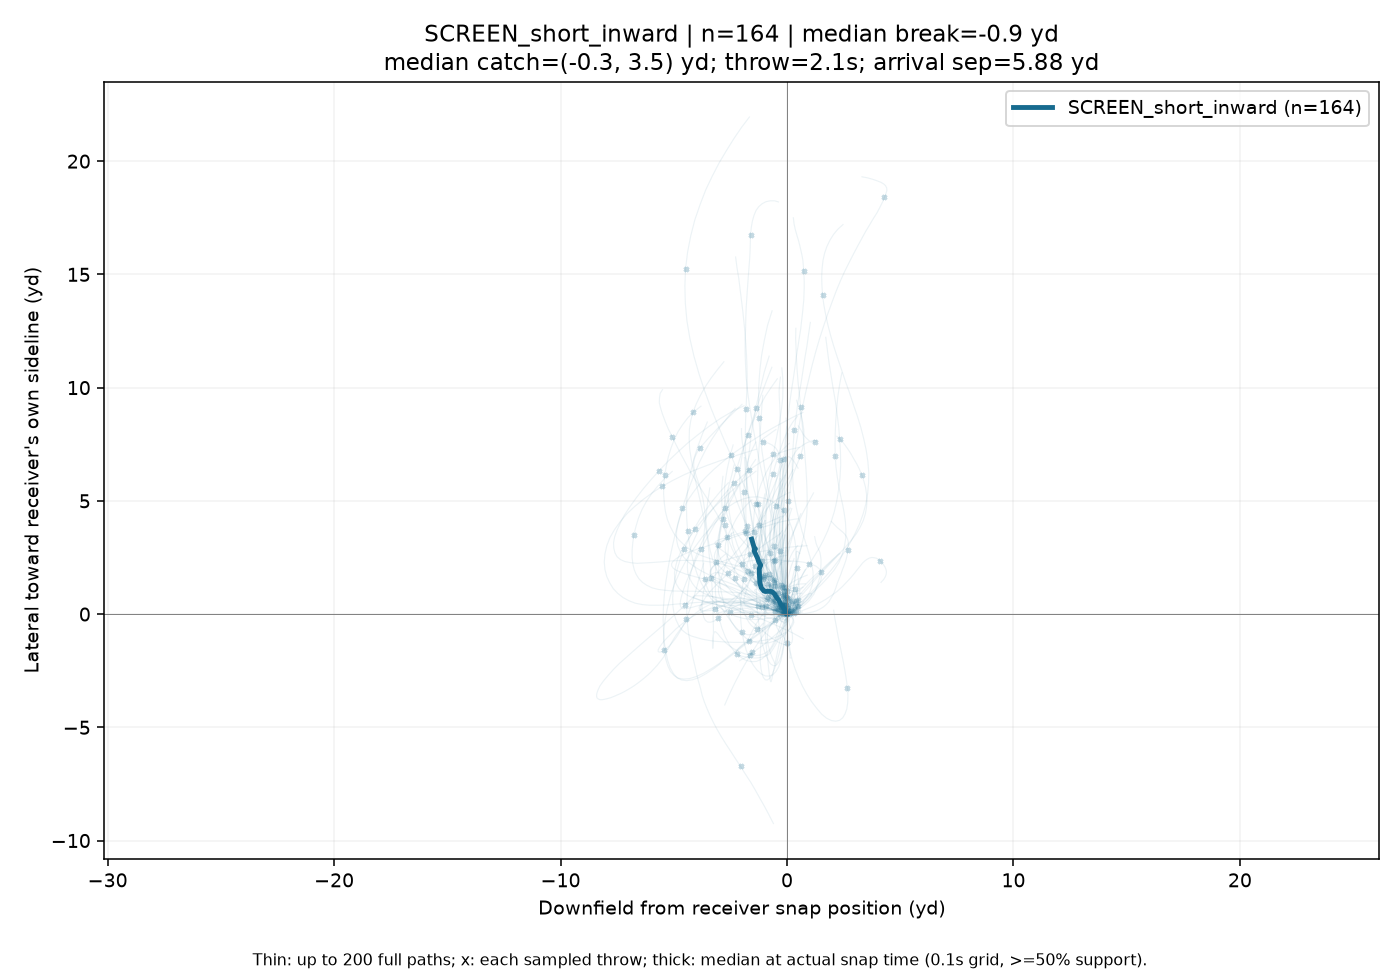 SCREEN_short_inward | n=164 | median break=-0.9 yd
median catch=(-0.3, 3.5) yd; throw=2.1s; arrival sep=5.88 yd
SCREEN_short_inward (n=164)
Lateral toward receiver's own sideline (yd)
20
15
10
5
0
−5
−10
−30
−20
−10
0
10
20
Downfield from receiver snap position (yd)
Thin: up to 200 full paths; x: each sampled throw; thick: median at actual snap time (0.1s grid, >=50% support).